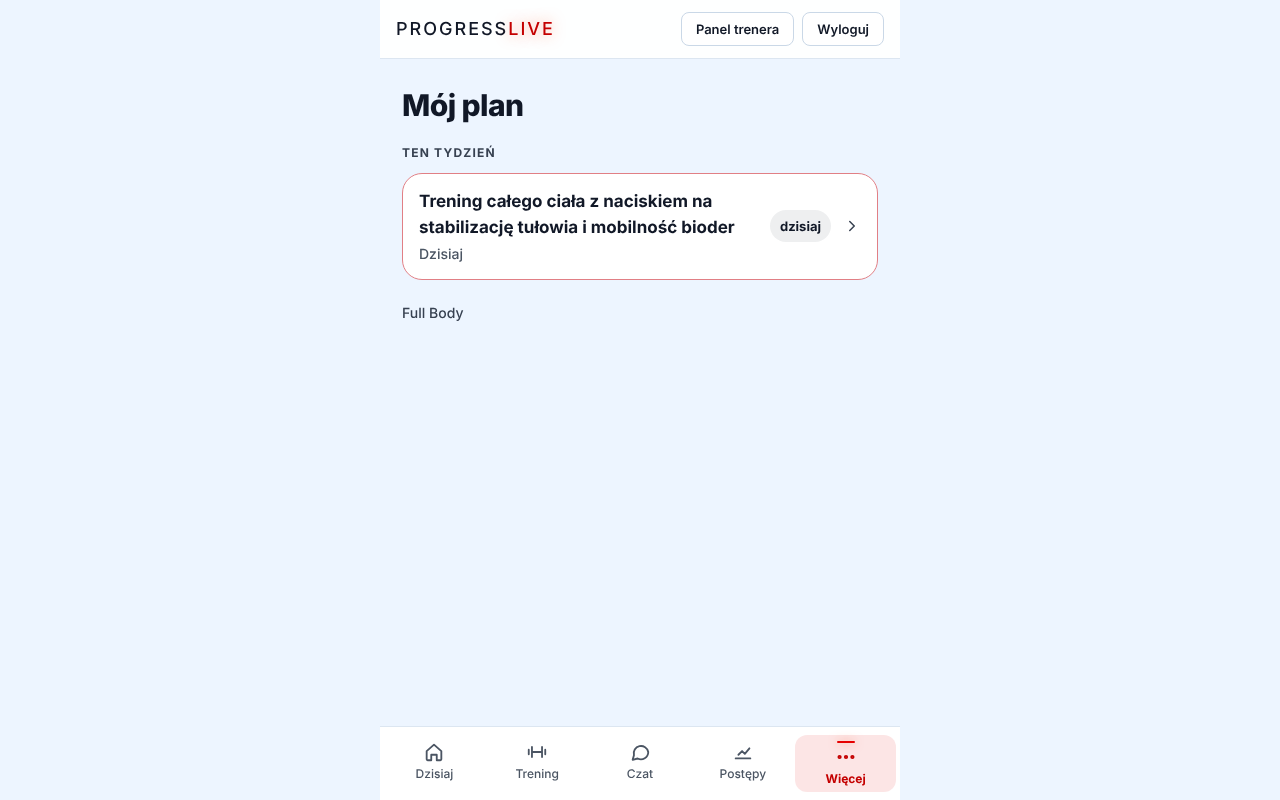 PROGRESSLIVE
Panel trenera
Wyloguj
Mój plan
TEN TYDZIEŃ
Trening całego ciała z naciskiem na
stabilizację tułowia i mobilność bioder
Dzisiaj
dzisiaj
Full Body
Dzisiaj
Trening
Czat
Postępy
Więcej